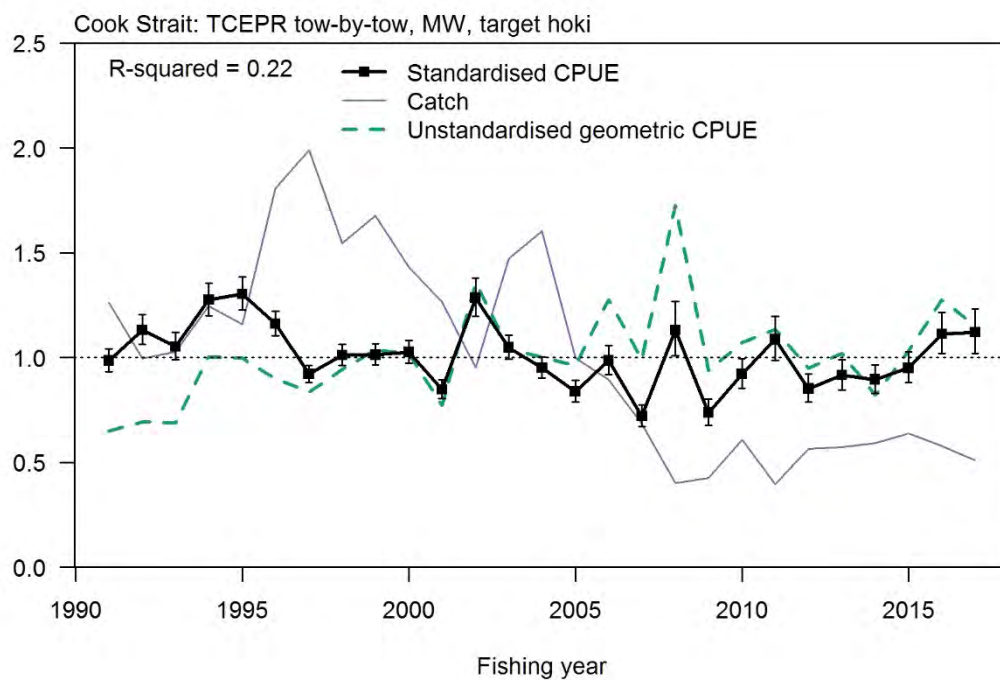 Cook Strait: TCEPR tow-by-tow, MW, target hoki
R-squared = 0.22
Standardised CPUE
Catch
Unstandardised geometric CPUE
2.5
2.0
1.5
1.0
0.5
0.0
1990 1995 2000 2005 2010 2015
Fishing year